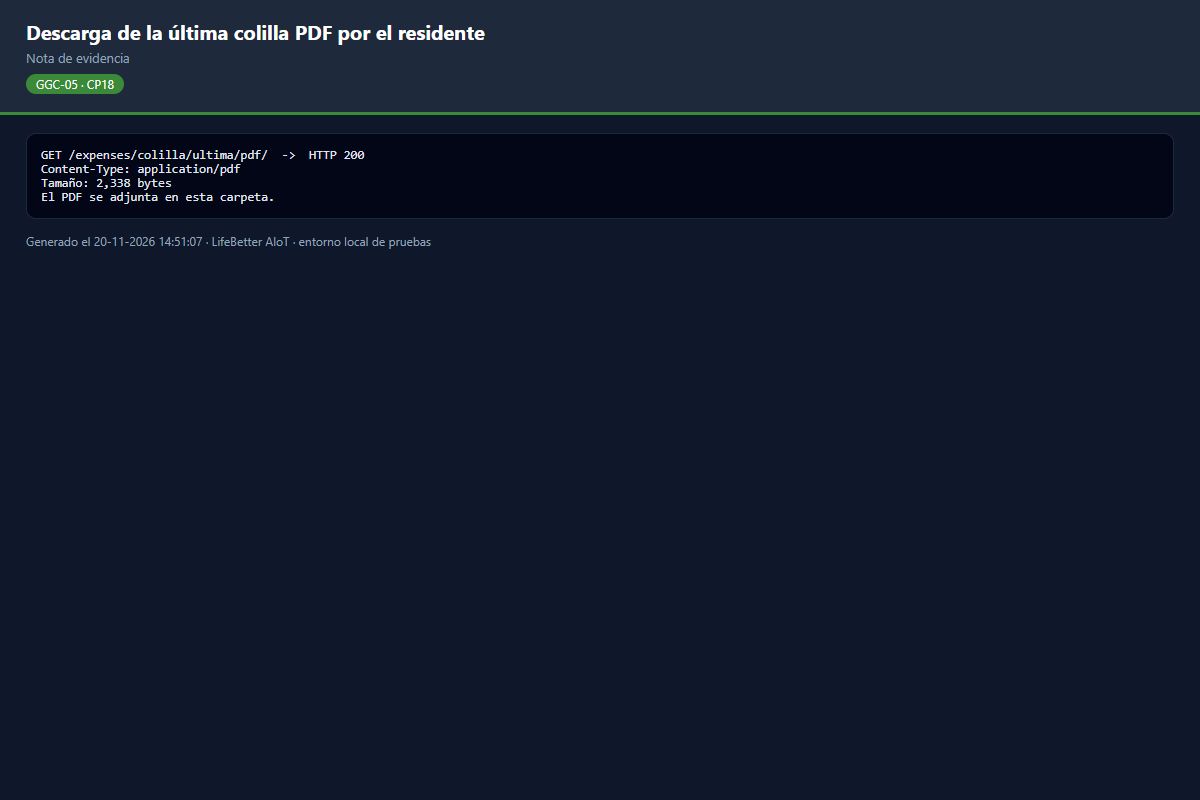 Descarga de la última colilla PDF por el residente
Nota de evidencia
GGC-05 · CP18
GET /expenses/colilla/ultima/pdf/  ->  HTTP 200
Content-Type: application/pdf
Tamaño: 2,338 bytes
El PDF se adjunta en esta carpeta.
Generado el 20-11-2026 14:51:07 · LifeBetter AIoT · entorno local de pruebas